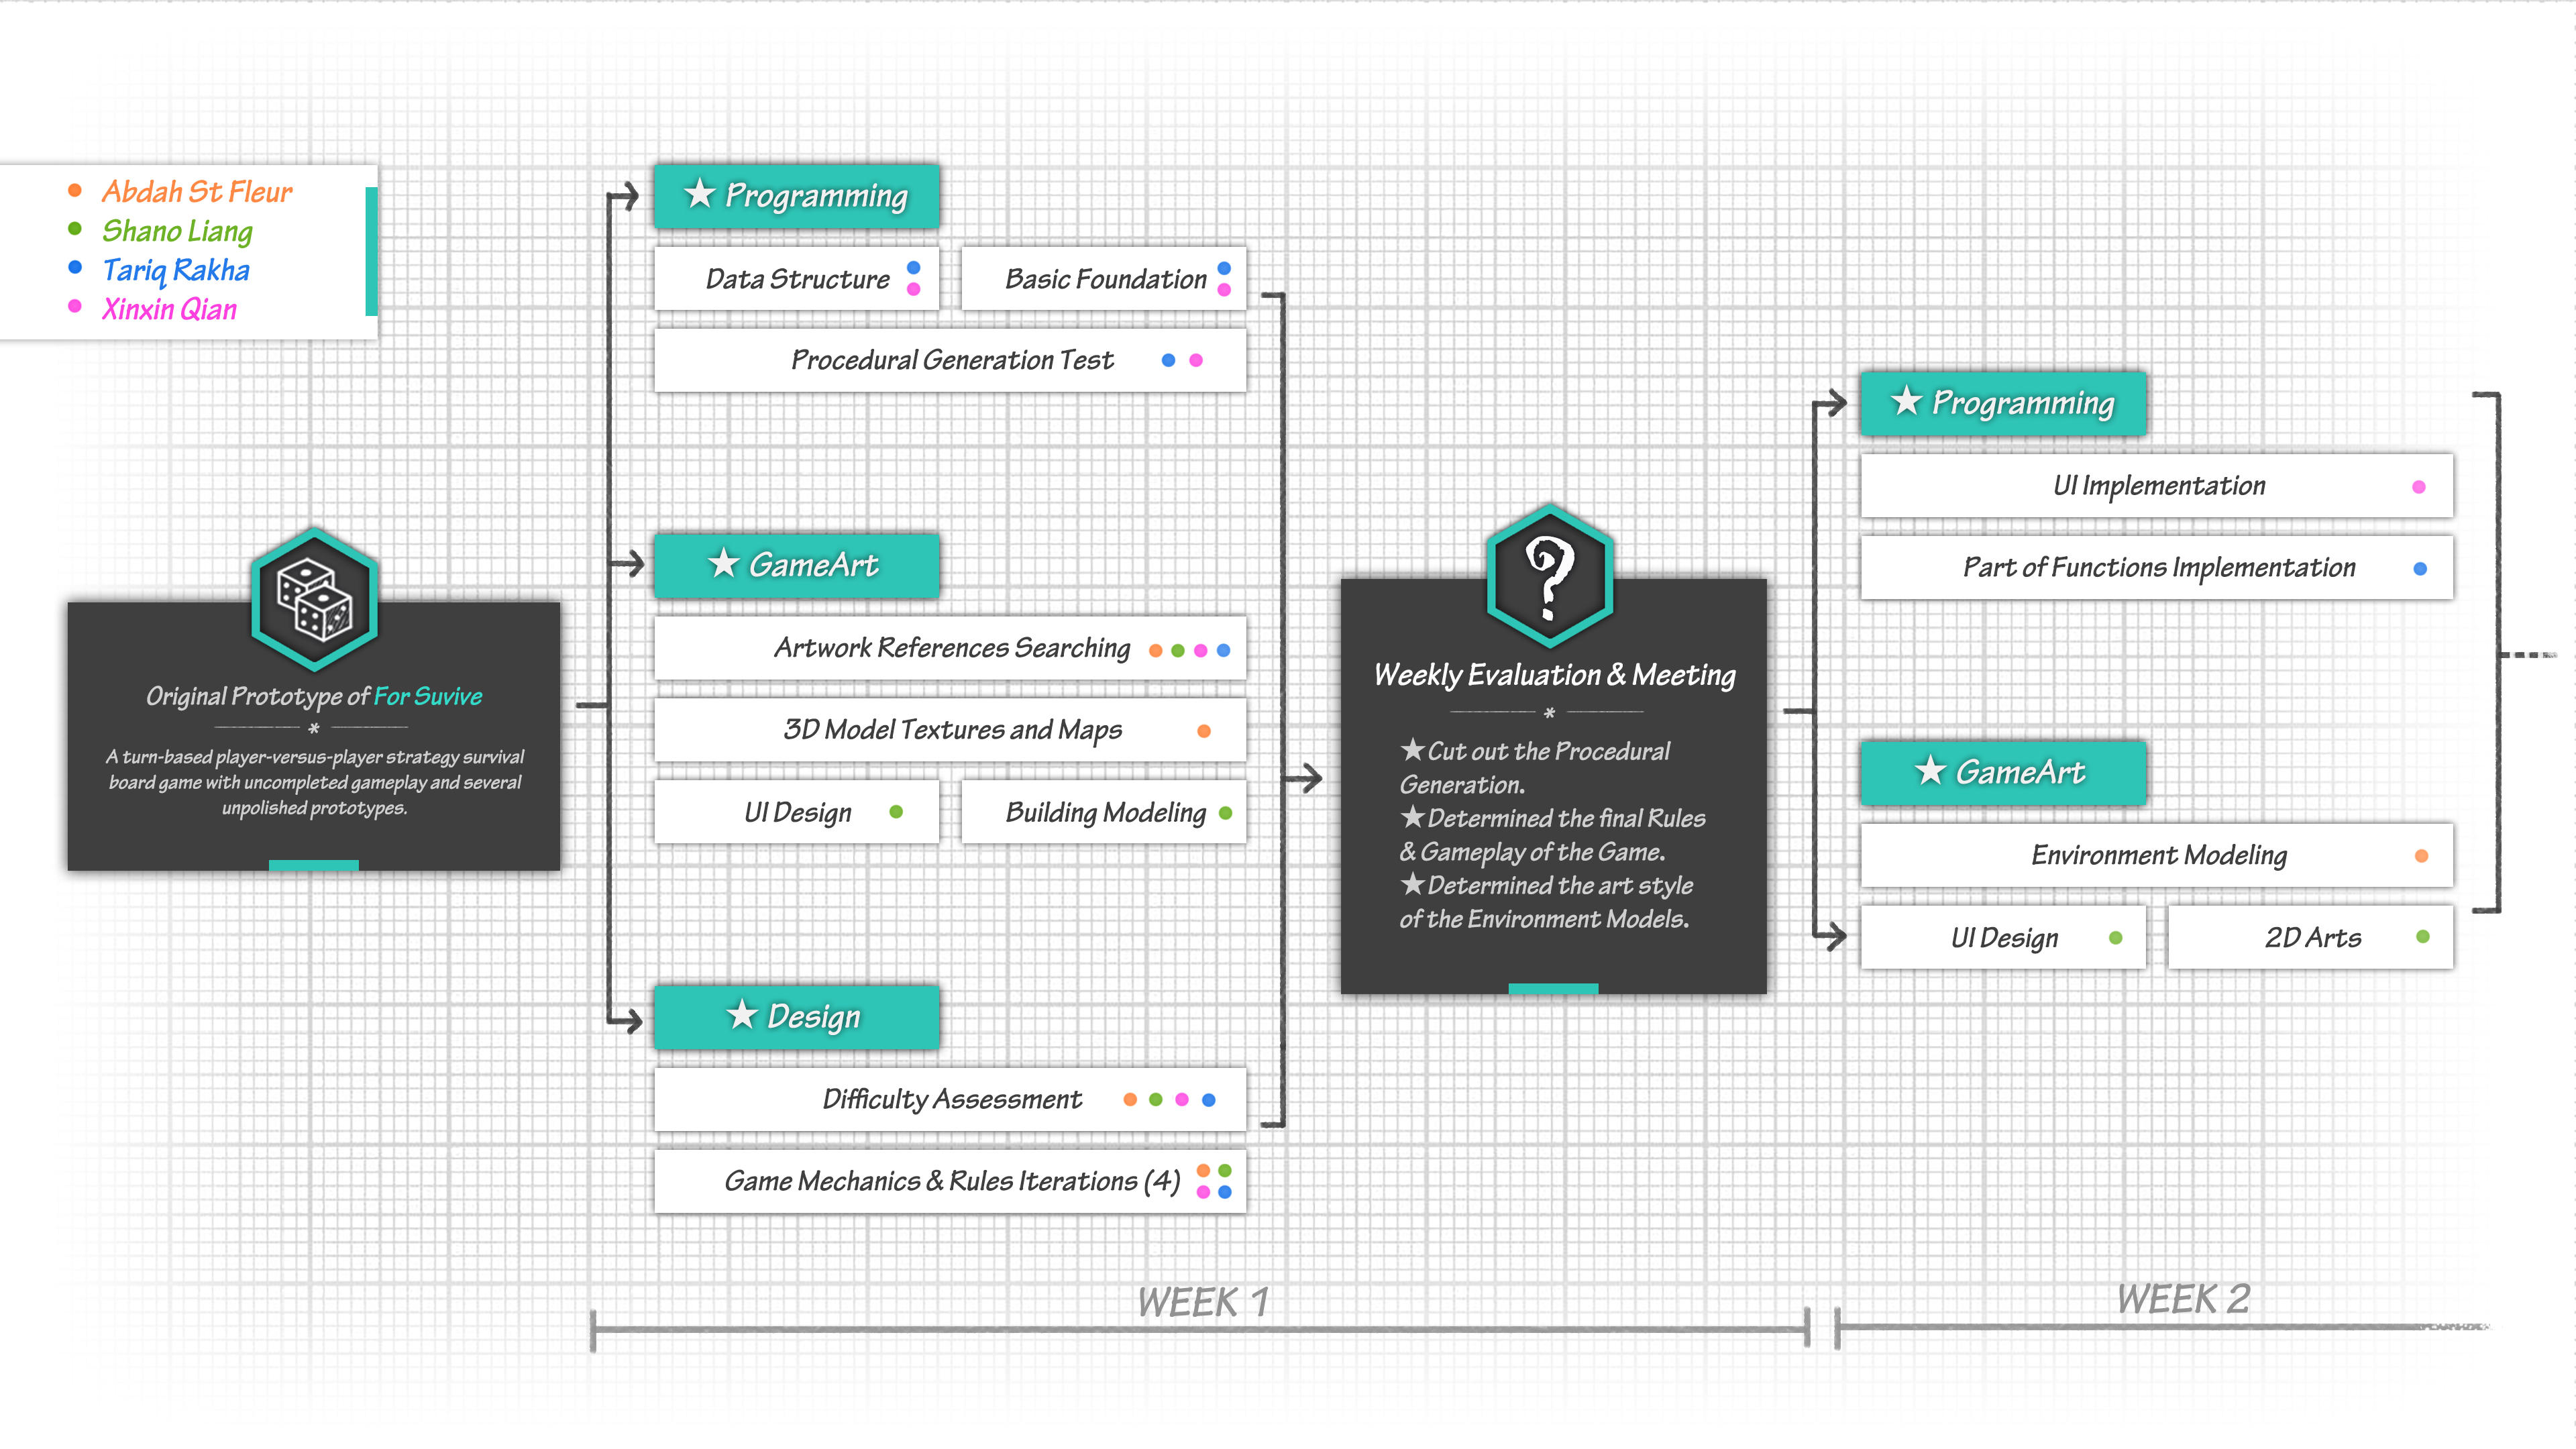 Abdah St Fleur
Shano Liang
Tariq Rakha
Xinxin Qian
Original Prototype of For Suvive
*
A turn-based player-versus-player strategy survival
board game with uncompleted gameplay and several
unpolished prototypes.
★ Programming
Data Structure
Basic Foundation
Procedural Generation Test
★ GameArt
Artwork References Searching
3D Model Textures and Maps
UI Design
Building Modeling
★ Design
Difficulty Assessment
Game Mechanics & Rules Iterations (4)
?
Weekly Evaluation & Meeting
*
★Cut out the Procedural
Generation.
★Determined the final Rules
& Gameplay of the Game.
★Determined the art style
of the Environment Models.
★ Programming
UI Implementation
Part of Functions Implementation
★ GameArt
Environment Modeling
UI Design
2D Arts
WEEK 1
WEEK 2